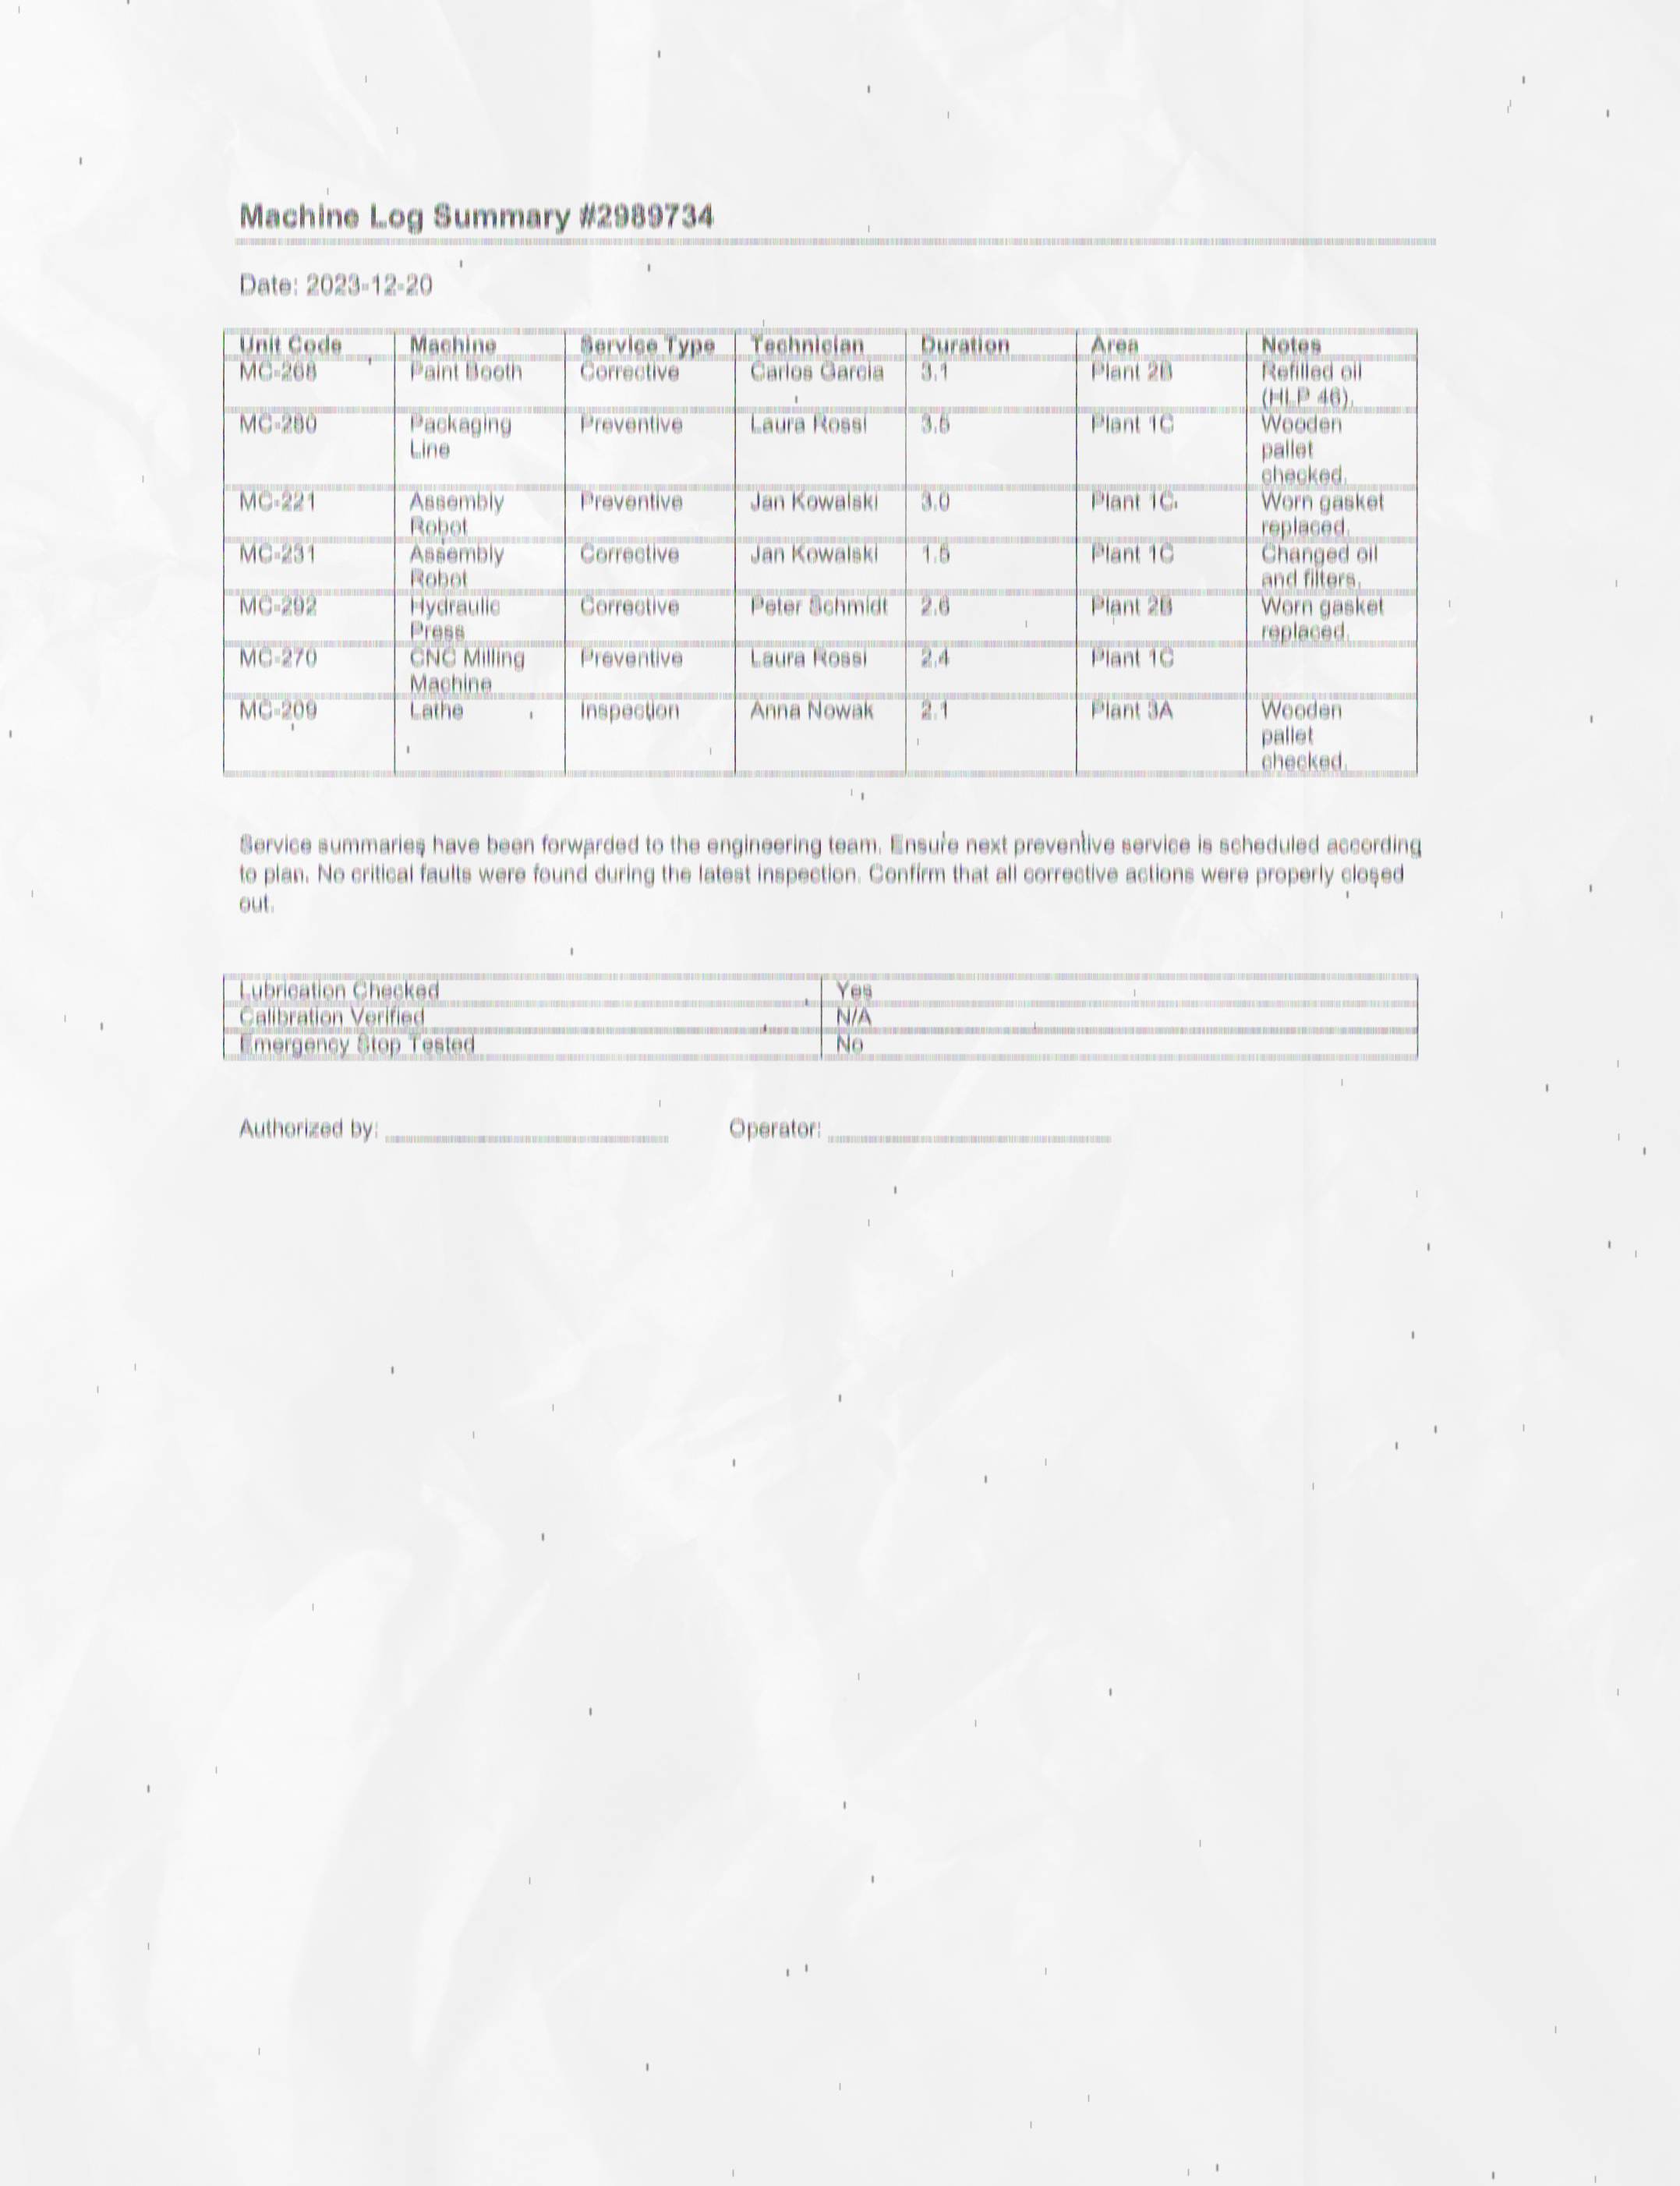 Machine Log Summary #2989734
Date: 2023-12-20
Unit Code Machine Service Type Technician Duration Area Notes
MC-268 Paint Booth Corrective Carlos Garcia 3.1 Plant 2B Refilled oil
(HLP 46).
MC-280 Packaging Preventive Laura Rossi 3.5 Plant 1C Wooden
Line pallet
checked.
MC-221 Assembly Preventive Jan Kowalski 3.0 Plant 1C Worn gasket
Robot replaced.
MC-231 Assembly Corrective Jan Kowalski 1.5 Plant 1C Changed oil
Robot and filters.
MC-292 Hydraulic Corrective Peter Schmidt 2.6 Plant 2B Worn gasket
Press replaced.
MC-270 CNC Milling Preventive Laura Rossi 2.4 Plant 1C
Machine
MC-209 Lathe Inspection Anna Nowak 2.1 Plant 3A Wooden
pallet
checked.
Service summaries have been forwarded to the engineering team. Ensure next preventive service is scheduled according
to plan. No critical faults were found during the latest inspection. Confirm that all corrective actions were properly closed
out.
Lubrication Checked Yes
Calibration Verified N/A
Emergency Stop Tested No
Authorized by: Operator: